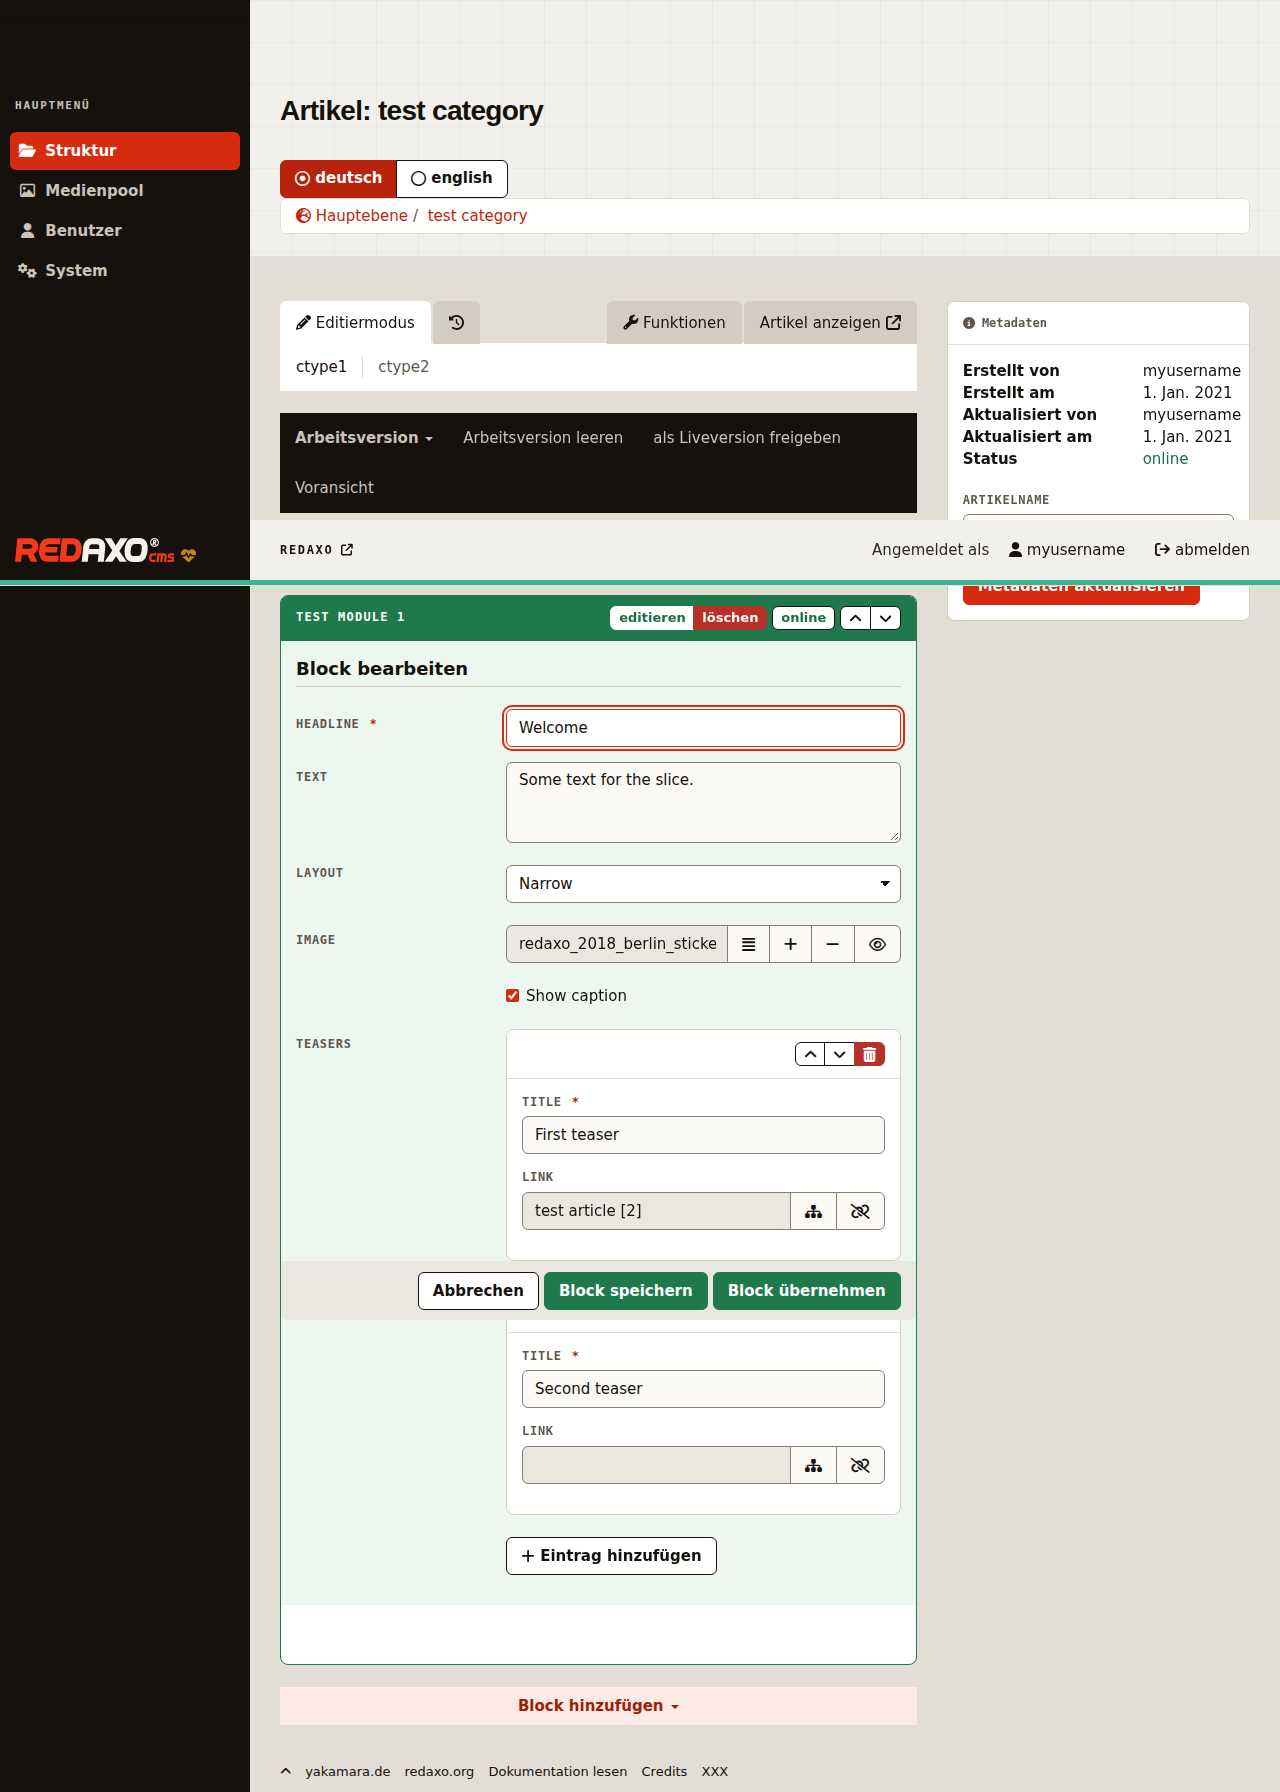 HAUPTMENÜ
Struktur
Medienpool
Benutzer
System
Artikel: test category
deutsch
english
Hauptebene / test category
Editiermodus
Funktionen
Artikel anzeigen
ctype1
ctype2
Arbeitsversion
Arbeitsversion leeren
als Liveversion freigeben
Voransicht
Metadaten
Erstellt von myusername
Erstellt am 1. Jan. 2021
Aktualisiert von myusername
Aktualisiert am 1. Jan. 2021
Status online
ARTIKELNAME
REDAXO® cms
REDAXO
Angemeldet als
myusername
abmelden
Metadaten aktualisieren
TEST MODULE 1
editieren
löschen
online
Block bearbeiten
HEADLINE *
Welcome
TEXT
Some text for the slice.
LAYOUT
Narrow
IMAGE
redaxo_2018_berlin_sticke
Show caption
TEASERS
TITLE *
First teaser
LINK
test article [2]
Abbrechen
Block speichern
Block übernehmen
TITLE *
Second teaser
LINK
Eintrag hinzufügen
Block hinzufügen
yakamara.de
redaxo.org
Dokumentation lesen
Credits
XXX